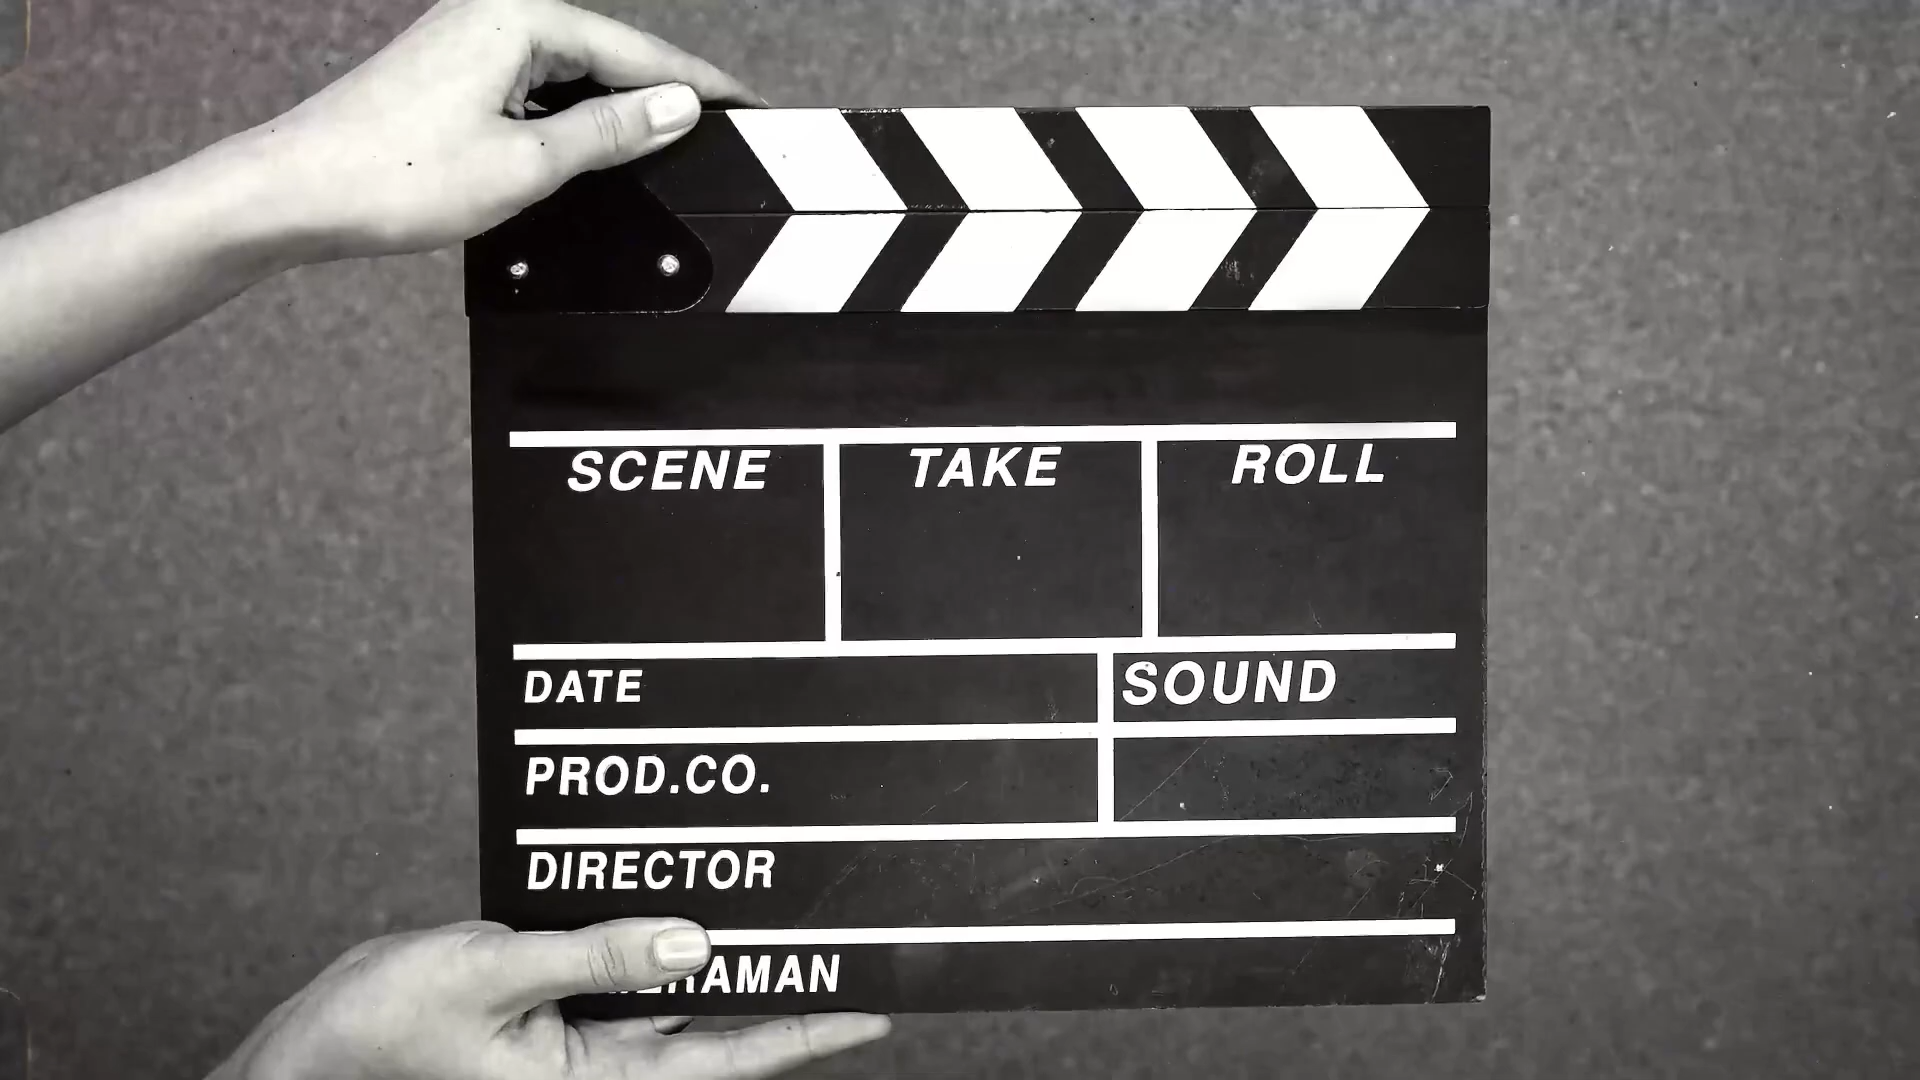 SCENE TAKE ROLL
DATE SOUND
PROD.CO.
DIRECTOR